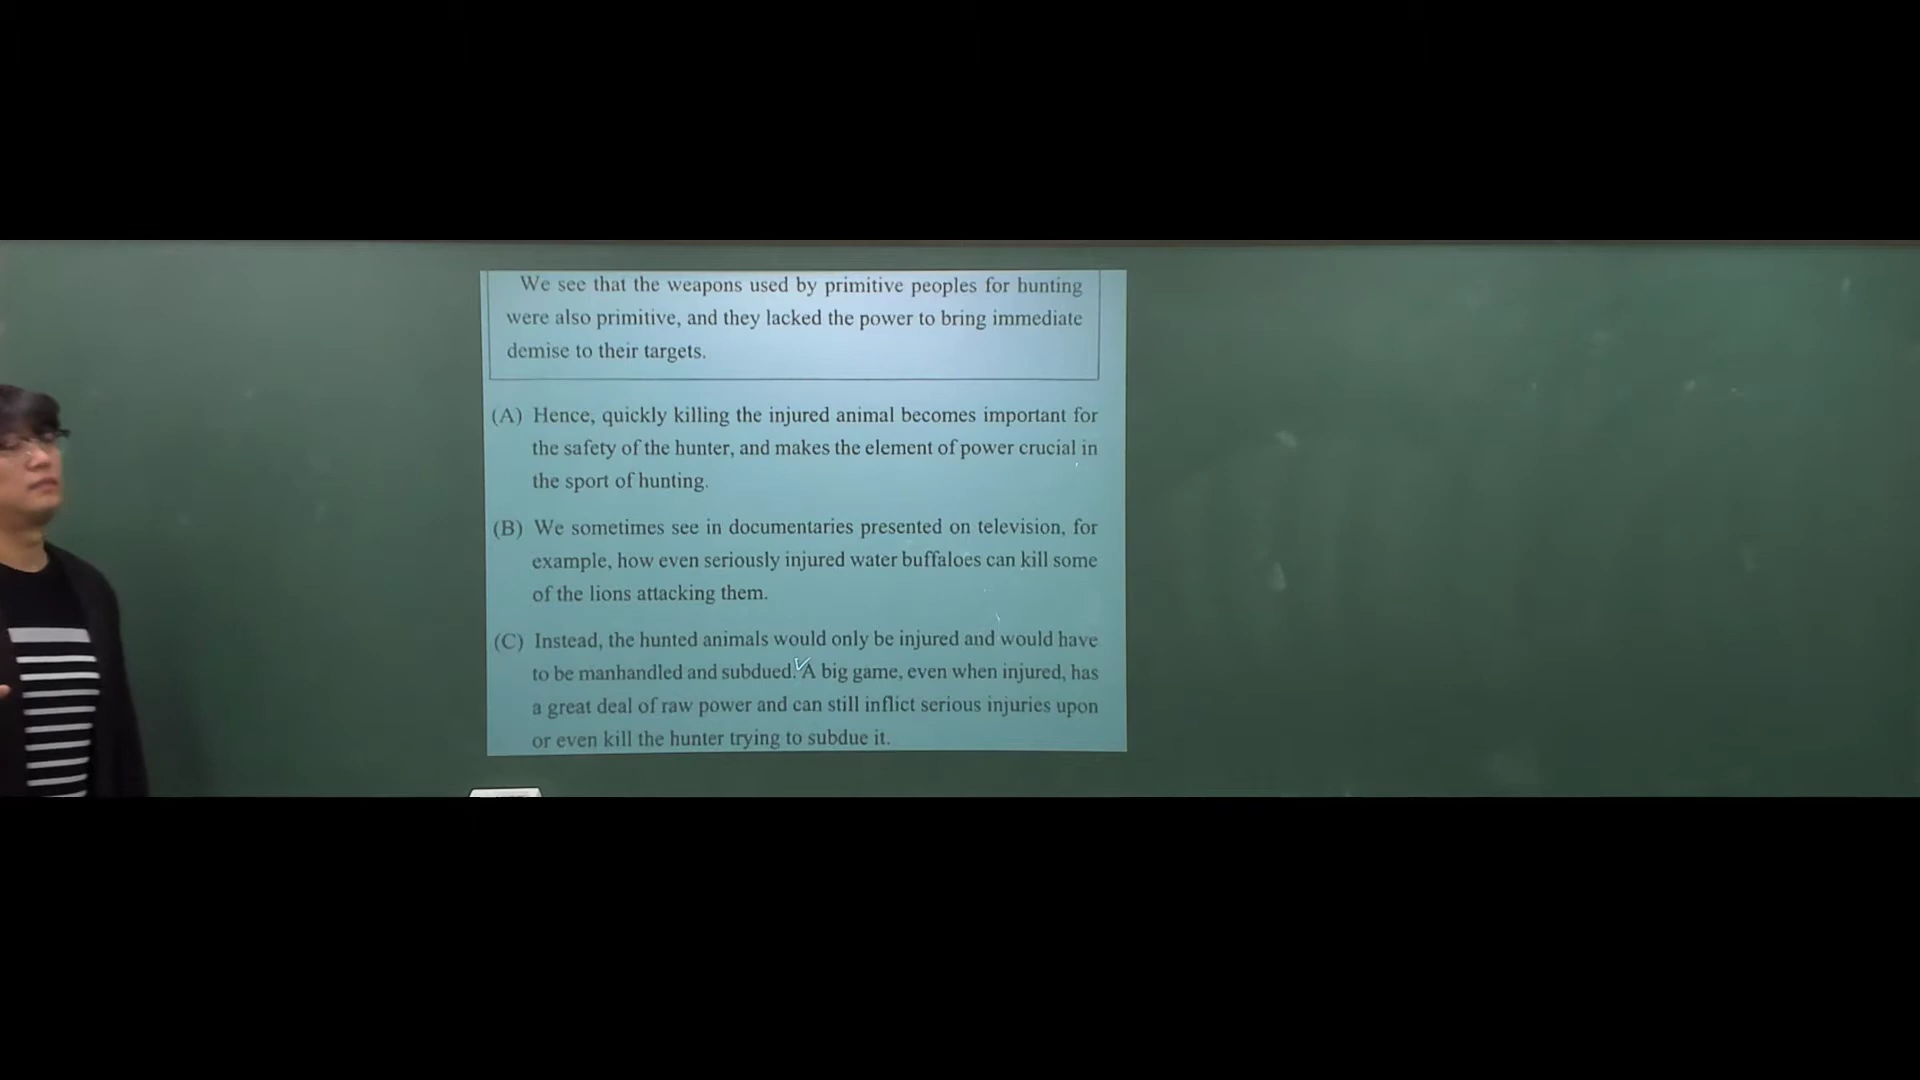 We see that the weapons used by primitive peoples for hunting
were also primitive, and they lacked the power to bring immediate
demise to their targets.
(A) Hence, quickly killing the injured animal becomes important for
the safety of the hunter, and makes the element of power crucial in
the sport of hunting.
(B) We sometimes see in documentaries presented on television, for
example, how even seriously injured water buffaloes can kill some
of the lions attacking them.
(C) Instead, the hunted animals would only be injured and would have
to be manhandled and subdued. A big game, even when injured, has
a great deal of raw power and can still inflict serious injuries upon
or even kill the hunter trying to subdue it.